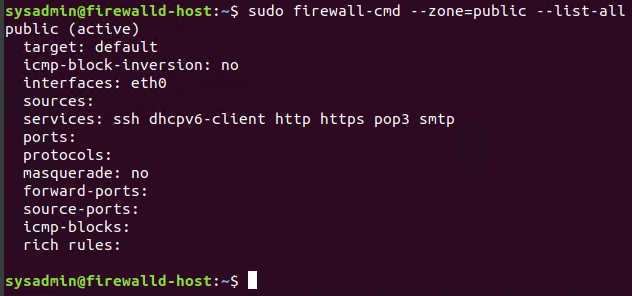 sysadmin@firewalld-host:~$ sudo firewall-cmd --zone=public --list-all
public (active)
target: default
icmp-block-inversion: no
interfaces: eth0
sources:
services: ssh dhcpv6-client http https pop3 smtp
ports:
protocols:
masquerade: no
forward-ports:
source-ports:
icmp-blocks:
rich rules:
sysadmin@firewalld-host:~$